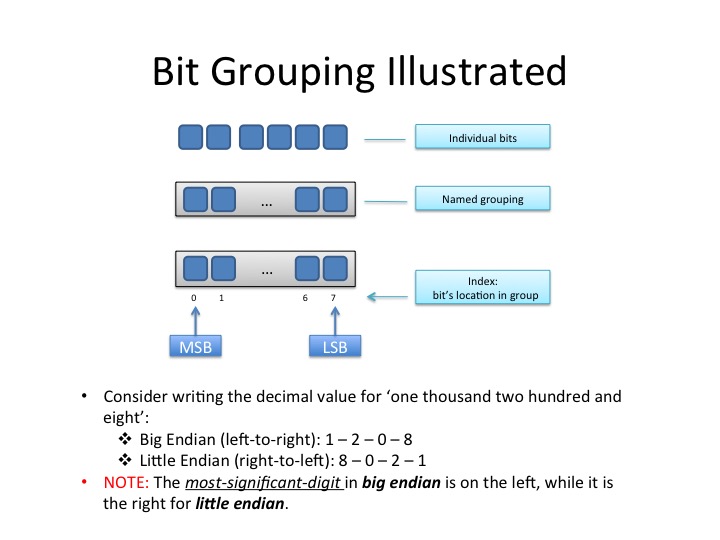 Bit Grouping Illustrated
Individual bits
...
Named grouping
...
Index:
bit's location in group
0 1 6 7
MSB LSB
• Consider writing the decimal value for ‘one thousand two hundred and
eight’:
❖ Big Endian (left-to-right): 1 – 2 – 0 – 8
❖ Little Endian (right-to-left): 8 – 0 – 2 – 1
• NOTE: The most-significant-digit in big endian is on the left, while it is
the right for little endian.